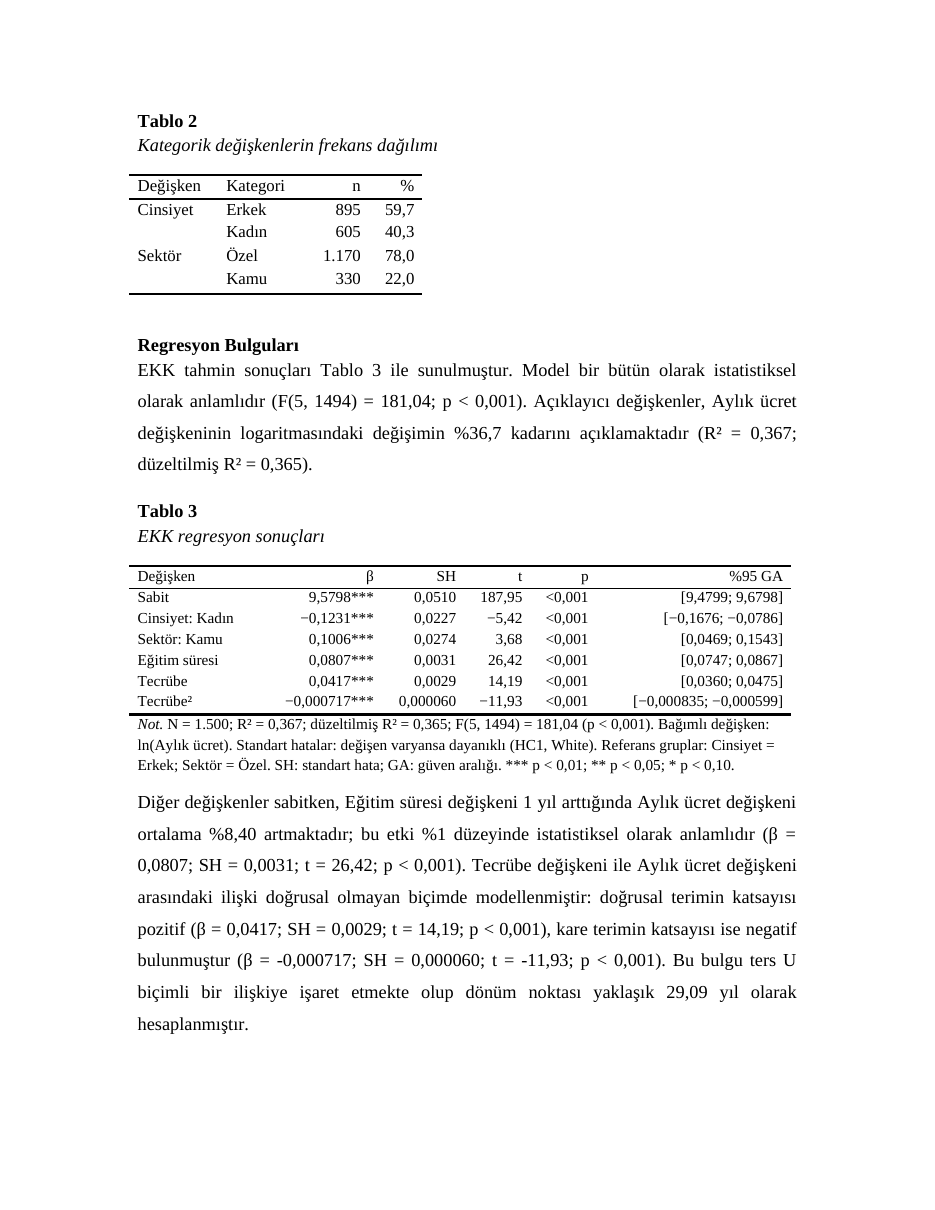 Tablo 2
Kategorik değişkenlerin frekans dağılımı
Değişken Kategori n %
Cinsiyet Erkek 895 59,7
Kadın 605 40,3
Sektör Özel 1.170 78,0
Kamu 330 22,0
Regresyon Bulguları
EKK tahmin sonuçları Tablo 3 ile sunulmuştur. Model bir bütün olarak istatistiksel
olarak anlamlıdır (F(5, 1494) = 181,04; p < 0,001). Açıklayıcı değişkenler, Aylık ücret
değişkeninin logaritmasındaki değişimin %36,7 kadarını açıklamaktadır (R² = 0,367;
düzeltilmiş R² = 0,365).
Tablo 3
EKK regresyon sonuçları
Değişken β SH t p %95 GA
Sabit 9,5798*** 0,0510 187,95 <0,001 [9,4799; 9,6798]
Cinsiyet: Kadın −0,1231*** 0,0227 −5,42 <0,001 [−0,1676; −0,0786]
Sektör: Kamu 0,1006*** 0,0274 3,68 <0,001 [0,0469; 0,1543]
Eğitim süresi 0,0807*** 0,0031 26,42 <0,001 [0,0747; 0,0867]
Tecrübe 0,0417*** 0,0029 14,19 <0,001 [0,0360; 0,0475]
Tecrübe² −0,000717*** 0,000060 −11,93 <0,001 [−0,000835; −0,000599]
Not. N = 1.500; R² = 0,367; düzeltilmiş R² = 0,365; F(5, 1494) = 181,04 (p < 0,001). Bağımlı değişken:
ln(Aylık ücret). Standart hatalar: değişen varyansa dayanıklı (HC1, White). Referans gruplar: Cinsiyet =
Erkek; Sektör = Özel. SH: standart hata; GA: güven aralığı. *** p < 0,01; ** p < 0,05; * p < 0,10.
Diğer değişkenler sabitken, Eğitim süresi değişkeni 1 yıl arttığında Aylık ücret değişkeni
ortalama %8,40 artmaktadır; bu etki %1 düzeyinde istatistiksel olarak anlamlıdır (β =
0,0807; SH = 0,0031; t = 26,42; p < 0,001). Tecrübe değişkeni ile Aylık ücret değişkeni
arasındaki ilişki doğrusal olmayan biçimde modellenmiştir: doğrusal terimin katsayısı
pozitif (β = 0,0417; SH = 0,0029; t = 14,19; p < 0,001), kare terimin katsayısı ise negatif
bulunmuştur (β = -0,000717; SH = 0,000060; t = -11,93; p < 0,001). Bu bulgu ters U
biçimli bir ilişkiye işaret etmekte olup dönüm noktası yaklaşık 29,09 yıl olarak
hesaplanmıştır.